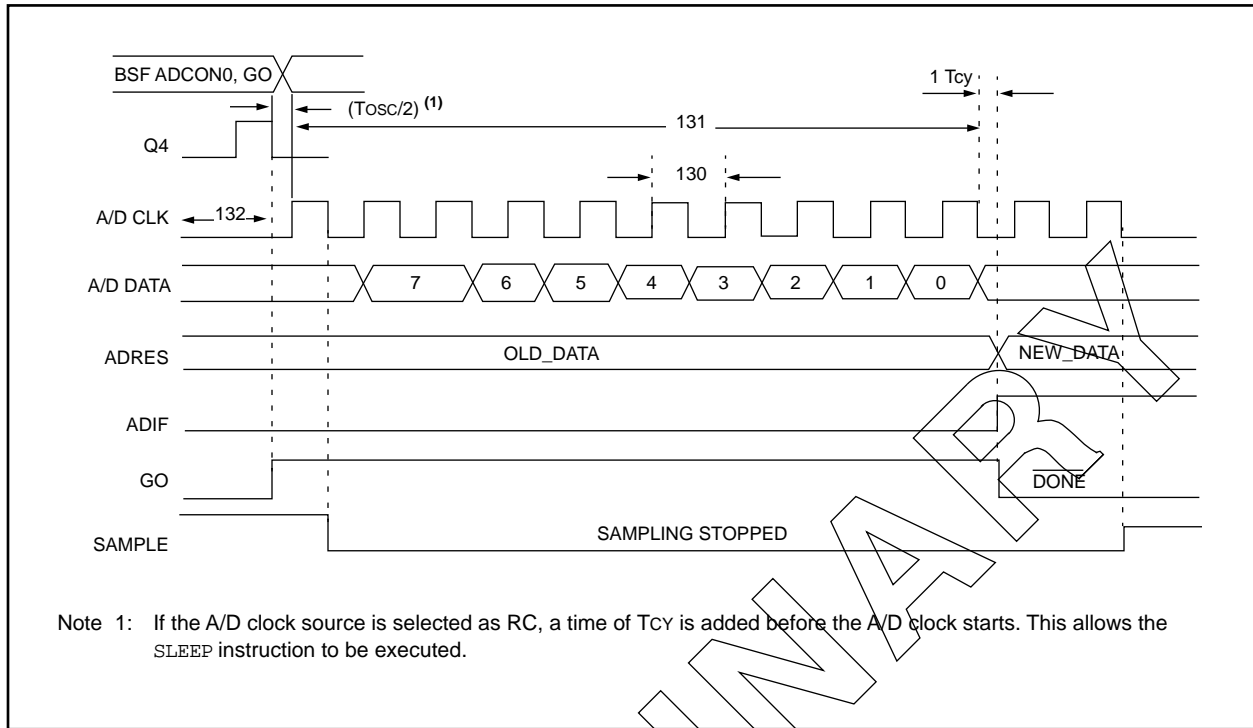 BSF ADCON0, GO
1 Tcy
(TOSC/2) (1)
131
Q4
130
A/D CLK
132
A/D DATA
7 6 5 4 3 2 1 0
ADRES
OLD_DATA
NEW_DATA
ADIF
GO
DONE
SAMPLE
SAMPLING STOPPED
Note 1: If the A/D clock source is selected as RC, a time of TCY is added before the A/D clock starts. This allows the
SLEEP instruction to be executed.
INARY